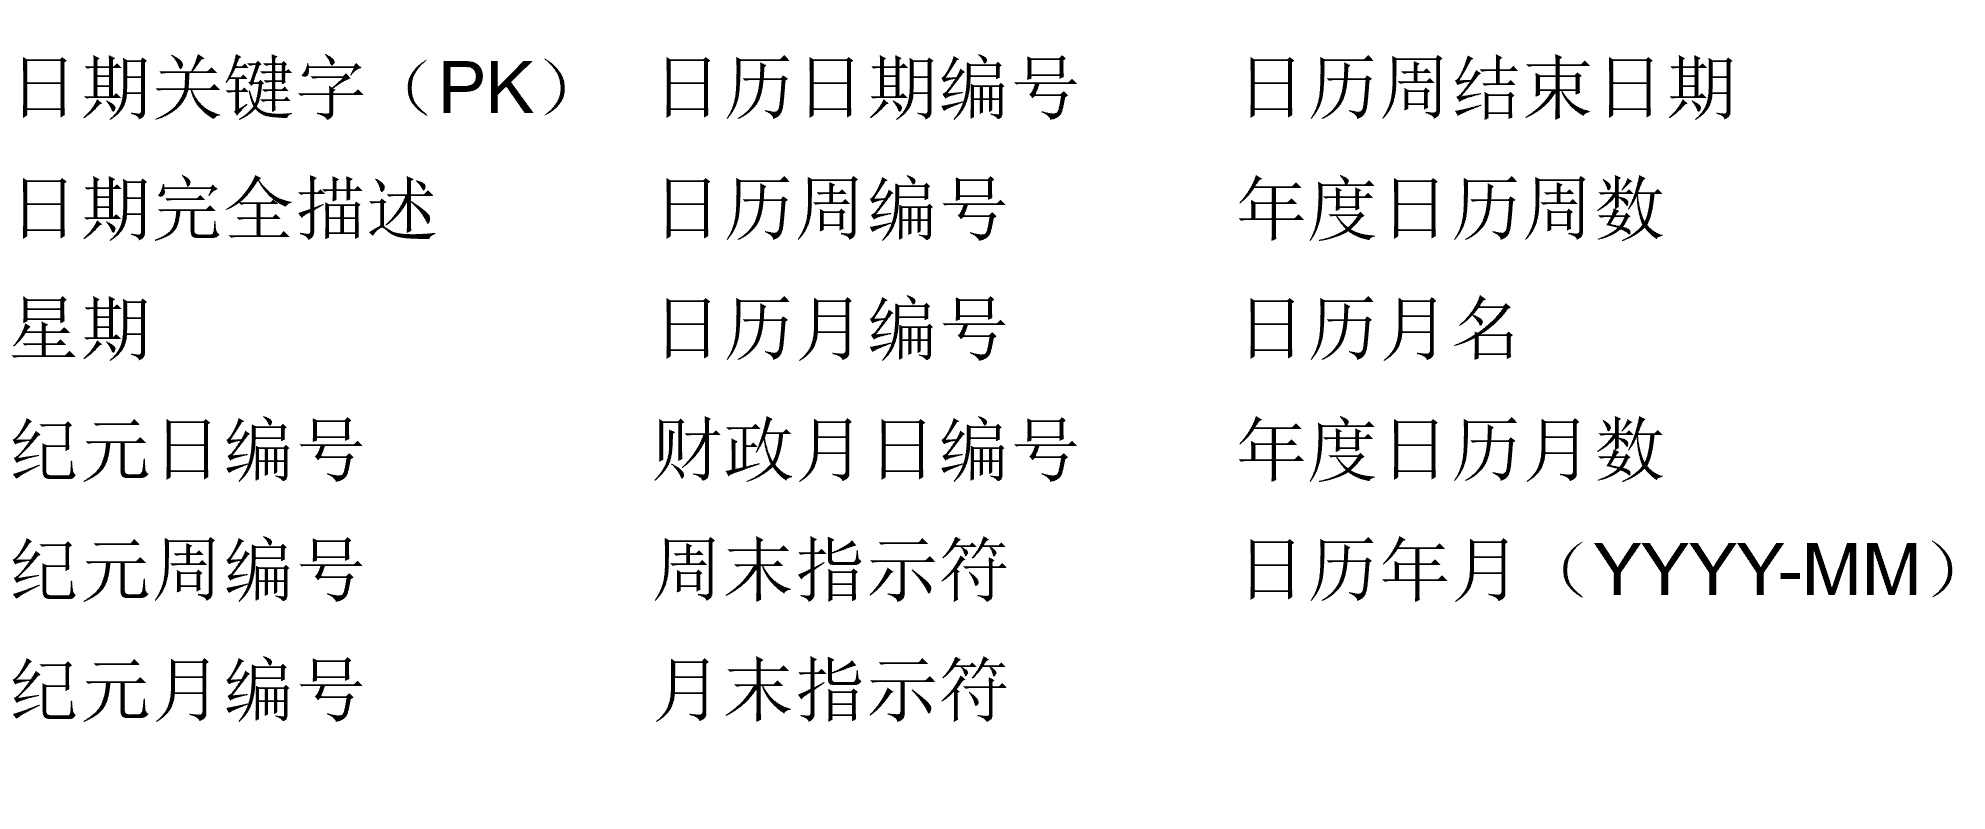 日期关键字（PK） 日历日期编号 日历周结束日期
日期完全描述 日历周编号 年度日历周数
星期 日历月编号 日历月名
纪元日编号 财政月日编号 年度日历月数
纪元周编号 周末指示符 日历年月（YYYY-MM）
纪元月编号 月末指示符